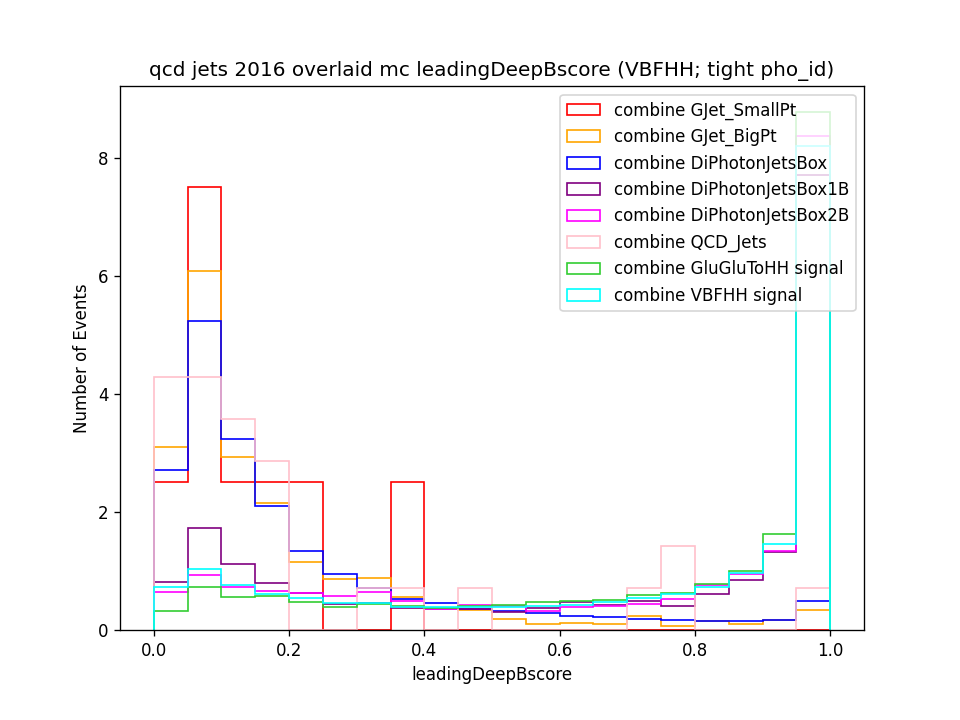 qcd jets 2016 overlaid mc leadingDeepBscore (VBFHH; tight pho_id)
combine GJet_SmallPt
combine GJet_BigPt
combine DiPhotonJetsBox
combine DiPhotonJetsBox1B
combine DiPhotonJetsBox2B
combine QCD_Jets
combine GluGluToHH signal
combine VBFHH signal
Number of Events
8
6
4
2
0
0.0 0.2 0.4 0.6 0.8 1.0
leadingDeepBscore